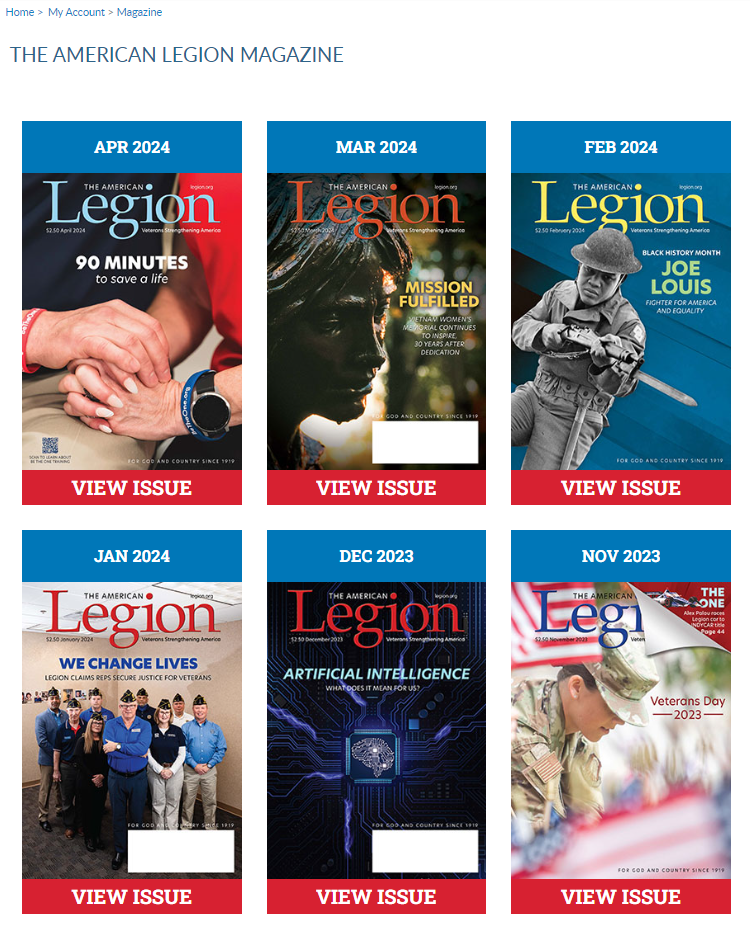 Home > My Account > Magazine
THE AMERICAN LEGION MAGAZINE
APR 2024
THE AMERICAN
legion.org
Legion
$2.50 April 2024
Veterans Strengthening America
90 MINUTES
to save a life
BeTheOne.org
SCAN TO LEARN ABOUT
BE THE ONE TRAINING
FOR GOD AND COUNTRY SINCE 1919
VIEW ISSUE
MAR 2024
THE AMERICAN
legion.org
Legion
$2.50 March 2024
Veterans Strengthening America
MISSION
FULFILLED
VIETNAM WOMEN'S
MEMORIAL CONTINUES
TO INSPIRE,
30 YEARS AFTER
DEDICATION
FOR GOD AND COUNTRY SINCE 1919
VIEW ISSUE
FEB 2024
THE AMERICAN
legion.org
Legion
$2.50 February 2024
Veterans Strengthening America
BLACK HISTORY MONTH
JOE
LOUIS
FIGHTER FOR AMERICA
AND EQUALITY
FOR GOD AND COUNTRY SINCE 1919
VIEW ISSUE
JAN 2024
THE AMERICAN
legion.org
Legion
$2.50 January 2024
Veterans Strengthening America
WE CHANGE LIVES
LEGION CLAIMS REPS SECURE JUSTICE FOR VETERANS
FOR GOD AND COUNTRY SINCE 1919
VIEW ISSUE
DEC 2023
THE AMERICAN
legion.org
Legion
$2.50 December 2023
Veterans Strengthening America
ARTIFICIAL INTELLIGENCE
WHAT DOES IT MEAN FOR US?
FOR GOD AND COUNTRY SINCE 1919
VIEW ISSUE
NOV 2023
THE AMERICAN
Legi
$2.50 November 2023
Veter
THE
ONE
Alex Palou races
Legion car to
INDYCAR title
Page 44
Veterans Day
2023
FOR GOD AND COUNTRY SINCE 1919
VIEW ISSUE